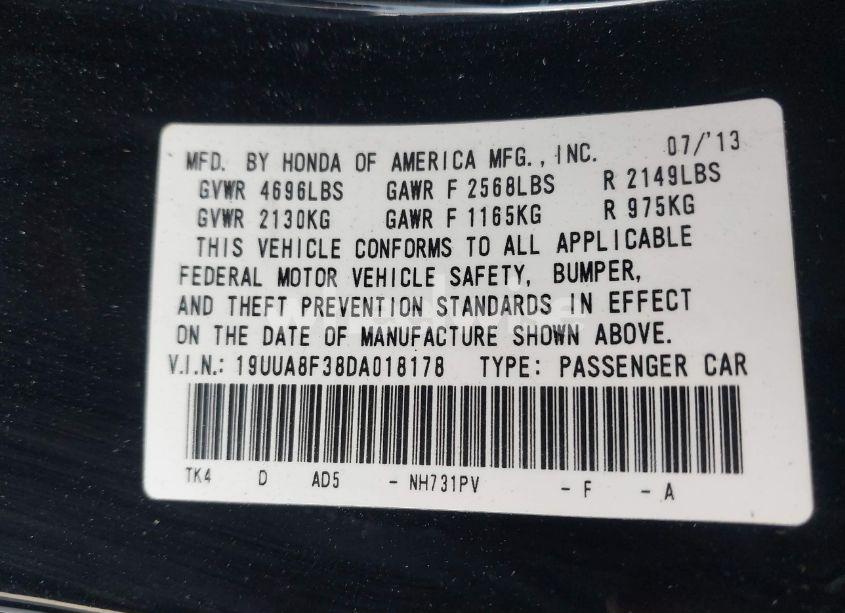 MFD. BY HONDA OF AMERICA MFG., INC. 07/'13
GVWR 4696LBS GAWR F 2568LBS R 2149LBS
GVWR 2130KG GAWR F 1165KG R 975KG
THIS VEHICLE CONFORMS TO ALL APPLICABLE
FEDERAL MOTOR VEHICLE SAFETY, BUMPER,
AND THEFT PREVENTION STANDARDS IN EFFECT
ON THE DATE OF MANUFACTURE SHOWN ABOVE.
V.I.N.: 19UUA8F38DA018178 TYPE: PASSENGER CAR
TK4 D AD5 - NH731PV - F - A